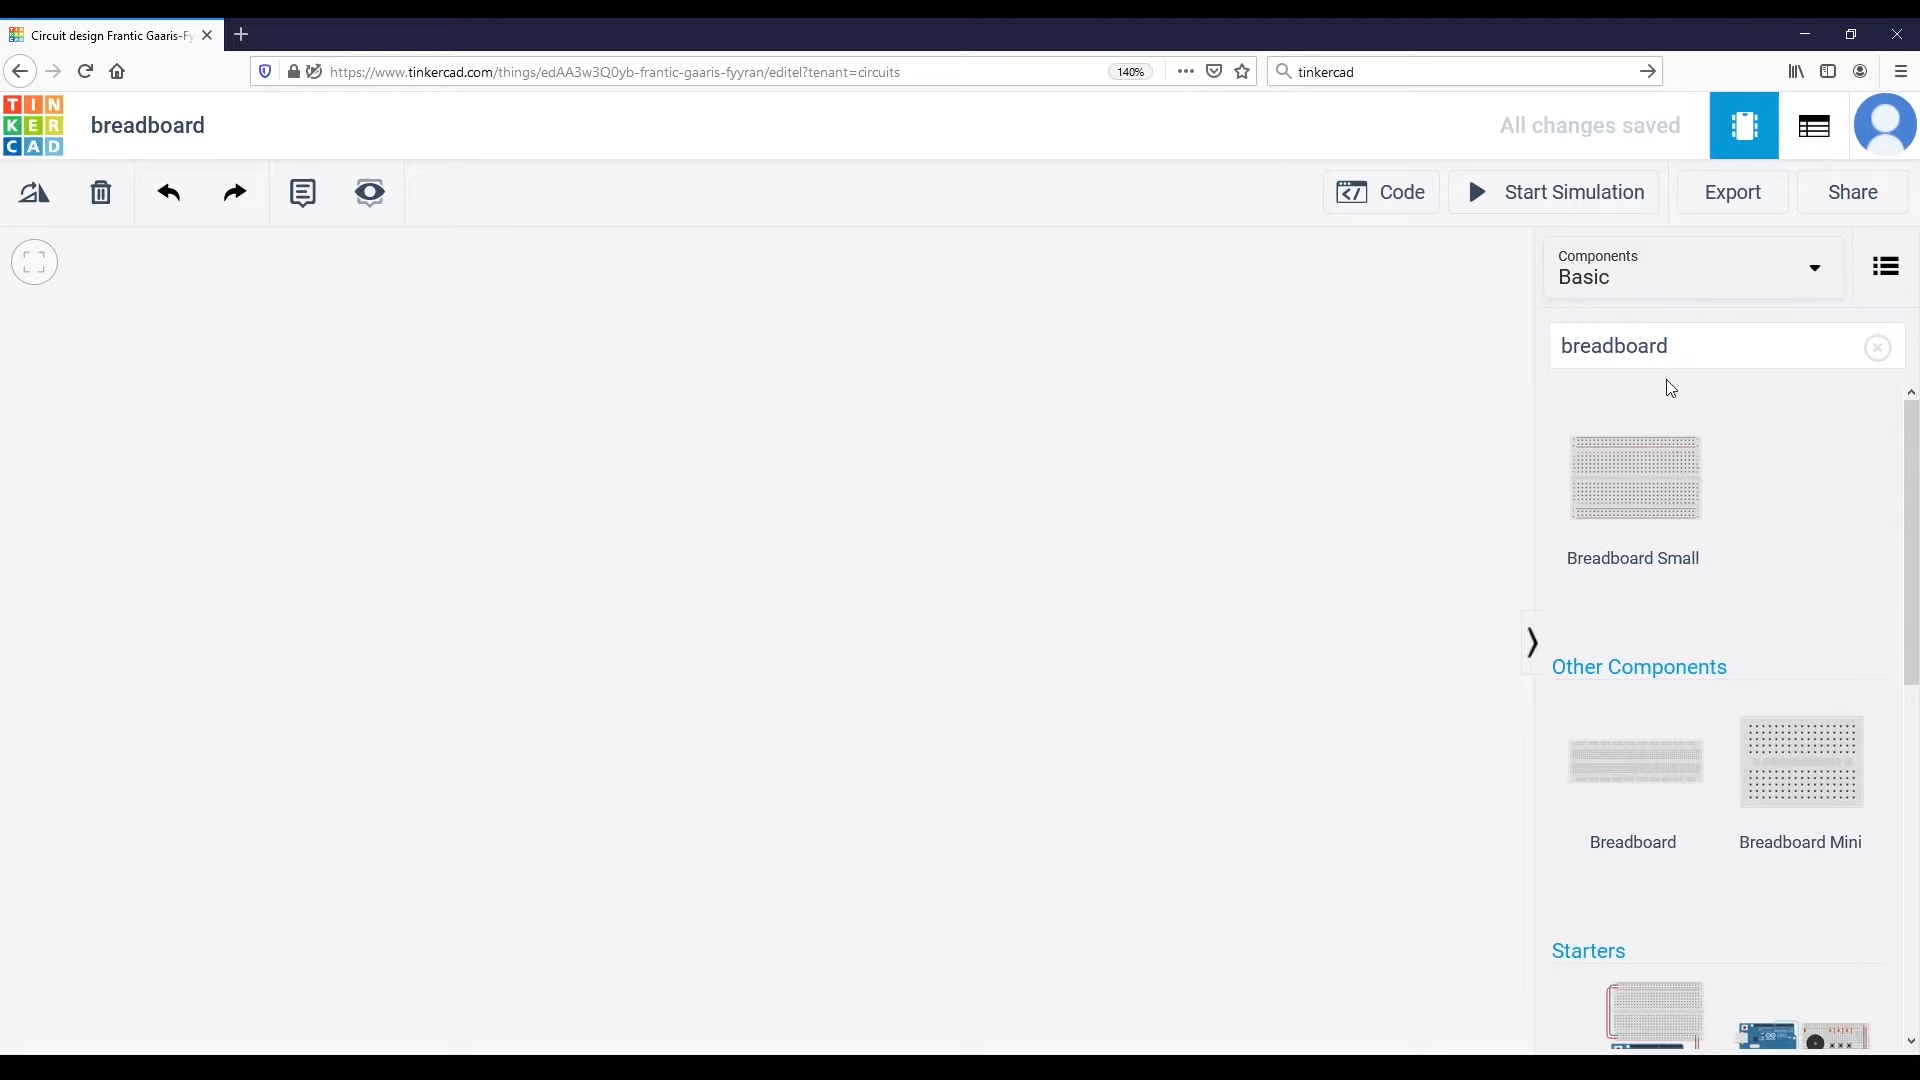 Circuit design Frantic Gaaris-Fy
https://www.tinkercad.com/things/edAA3w3Q0yb-frantic-gaaris-fyyran/editel?tenant=circuits
140%
tinkercad
TIN
KER
CAD
breadboard
All changes saved
Code
Start Simulation
Export
Share
Components
Basic
breadboard
Breadboard Small
Other Components
Breadboard
Breadboard Mini
Starters